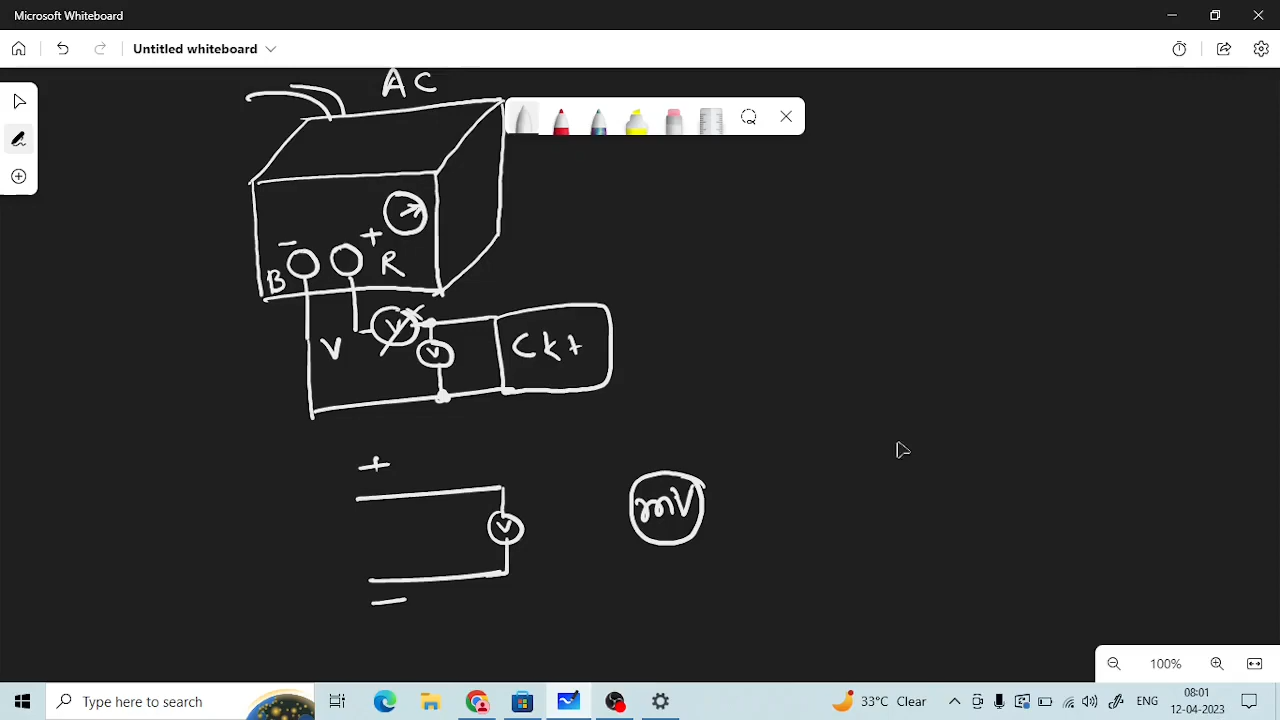 Microsoft Whiteboard
Untitled whiteboard
AC
− +
B R
V V
V
Ckt
+
V
mV
−
100%
Type here to search
33°C Clear
ENG
18:01
12-04-2023